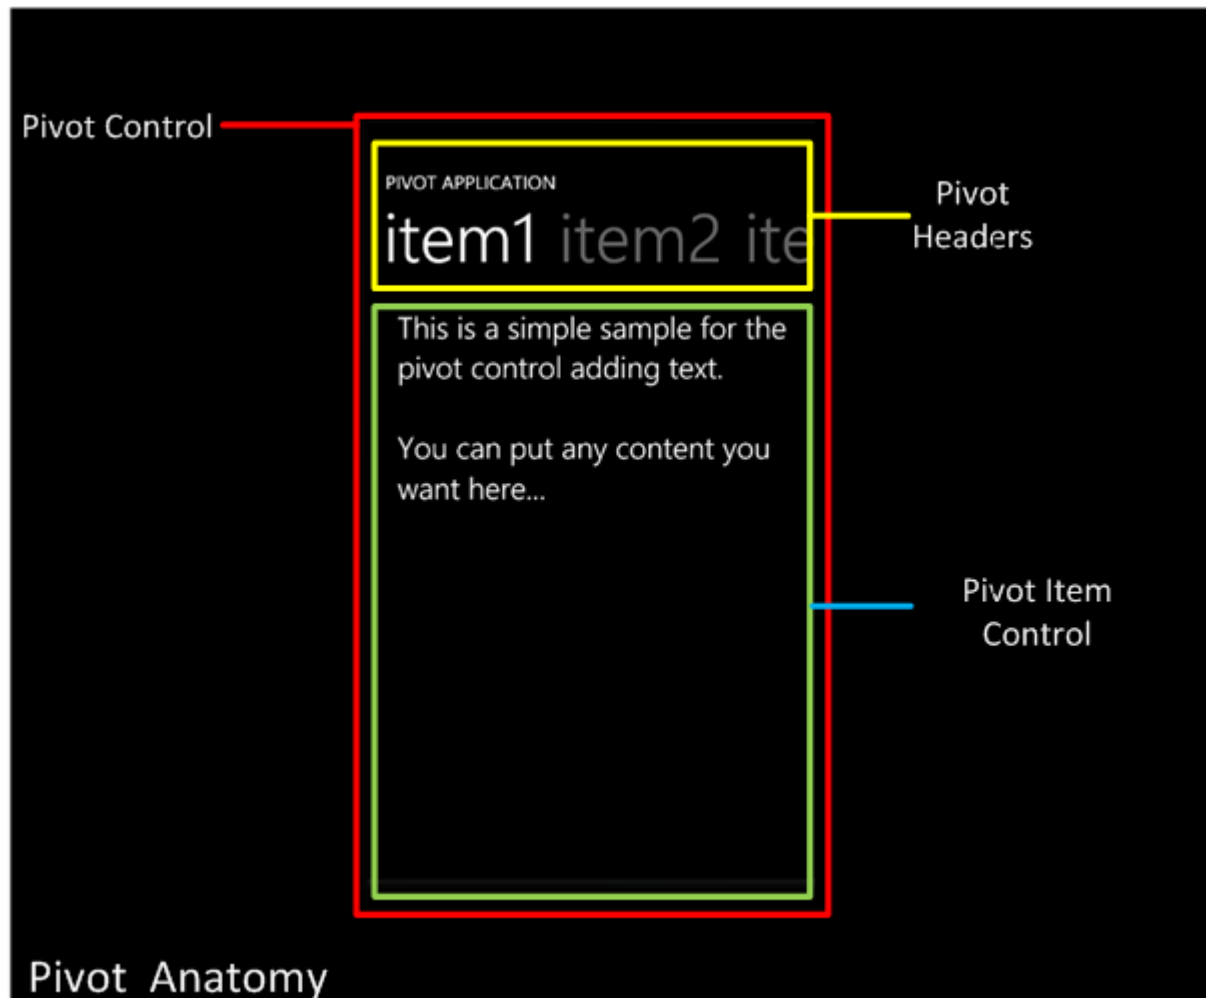 Pivot Control
PIVOT APPLICATION
item1 item2 ite
Pivot
Headers
This is a simple sample for the
pivot control adding text.
You can put any content you
want here...
Pivot Item
Control
Pivot Anatomy